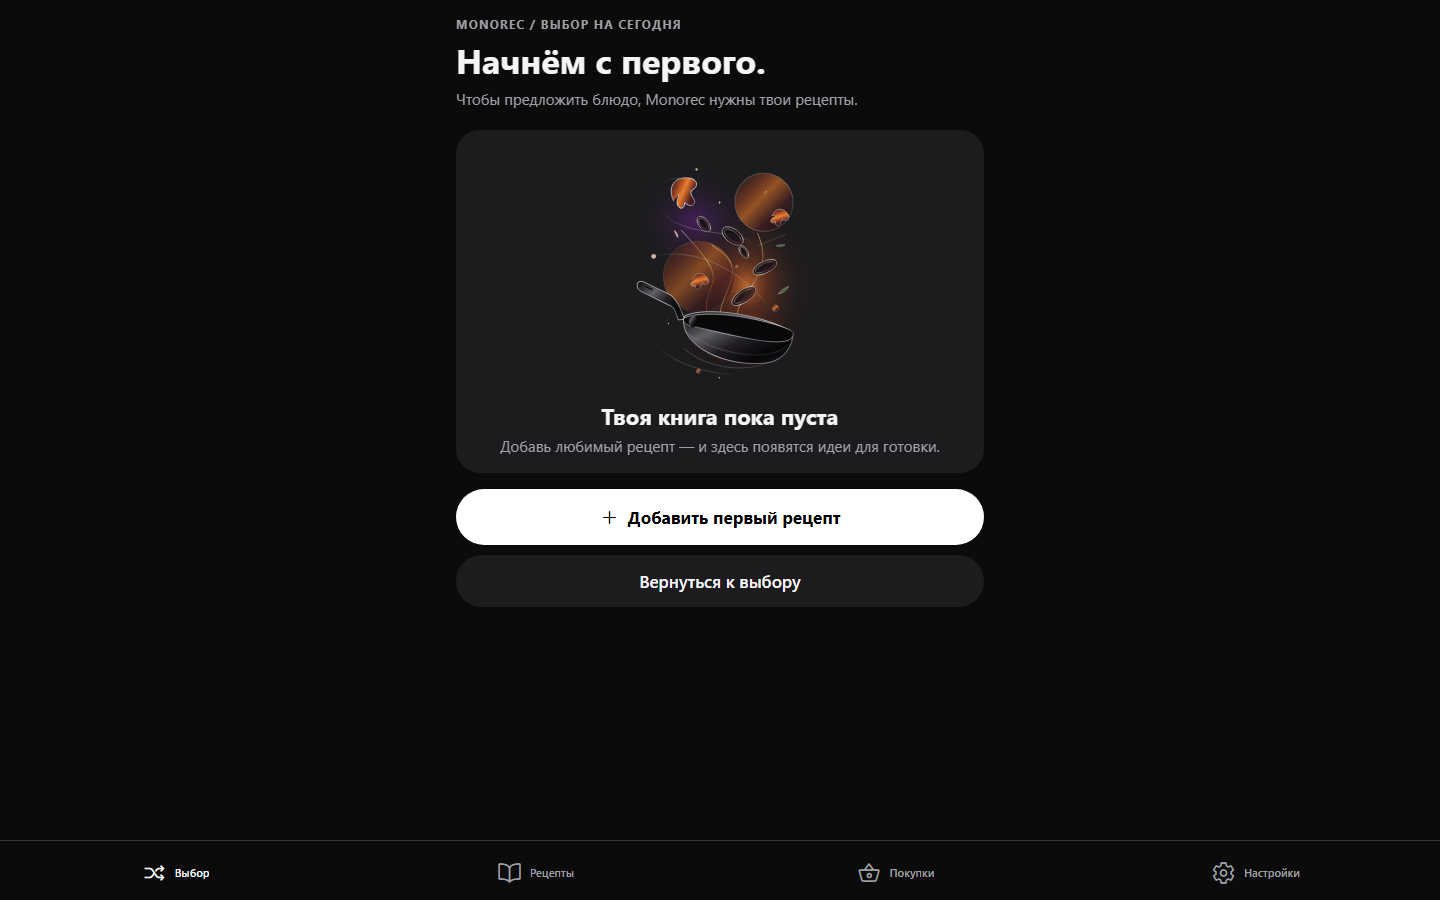 MONOREC / ВЫБОР НА СЕГОДНЯ
Начнём с первого.
Чтобы предложить блюдо, Monorec нужны твои рецепты.
Твоя книга пока пуста
Добавь любимый рецепт — и здесь появятся идеи для готовки.
Добавить первый рецепт
Вернуться к выбору
Выбор
Рецепты
Покупки
Настройки